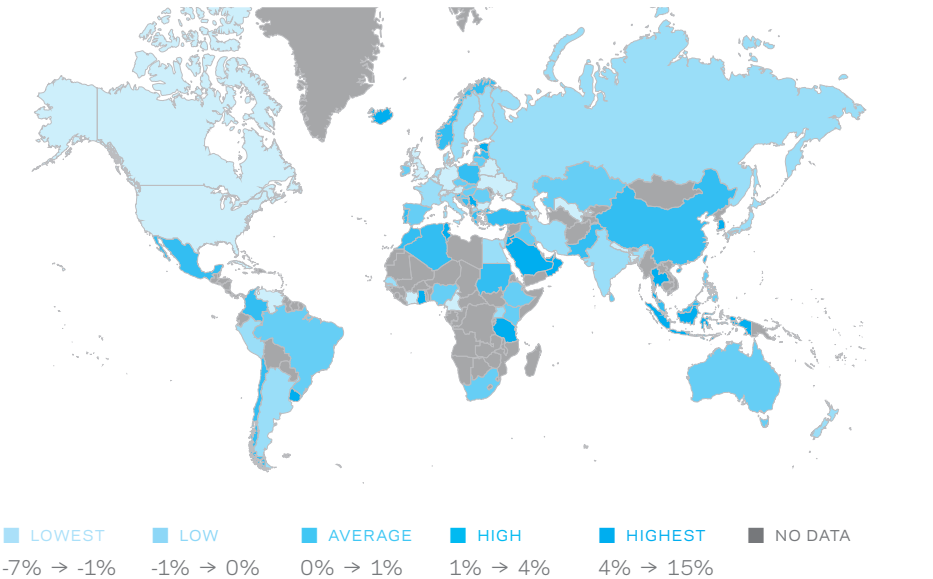 LOWEST LOW AVERAGE HIGH HIGHEST NO DATA
-7% → -1% -1% → 0% 0% → 1% 1% → 4% 4% → 15%